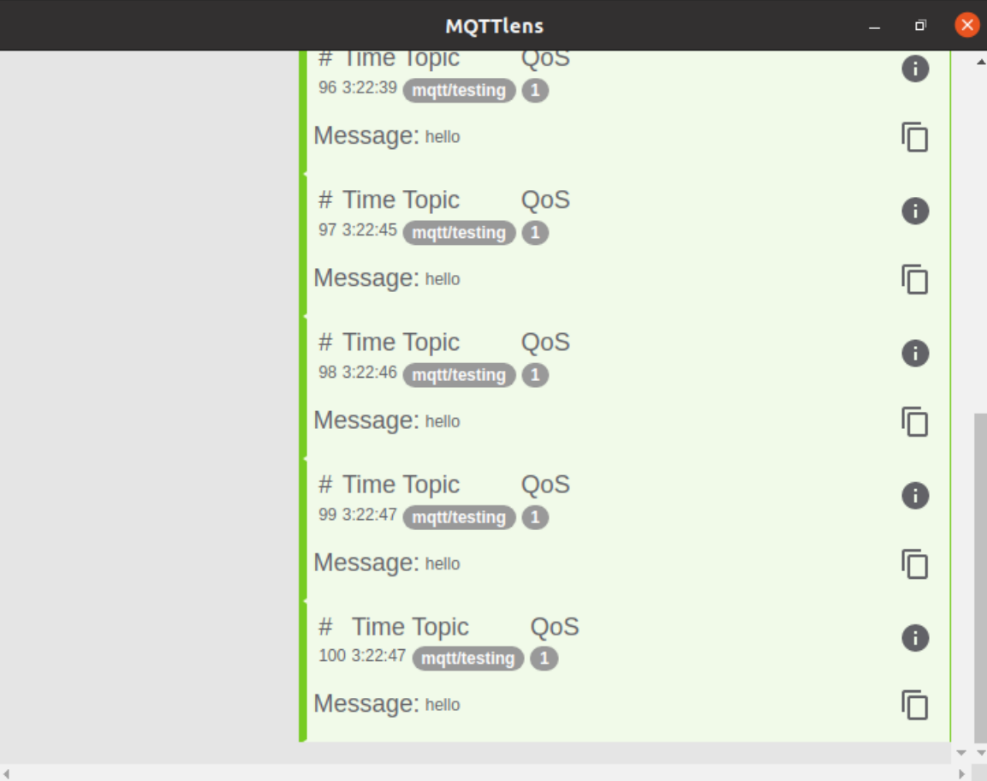 MQTTlens
# Time Topic QoS
96 3:22:39 mqtt/testing 1
Message: hello
# Time Topic QoS
97 3:22:45 mqtt/testing 1
Message: hello
# Time Topic QoS
98 3:22:46 mqtt/testing 1
Message: hello
# Time Topic QoS
99 3:22:47 mqtt/testing 1
Message: hello
# Time Topic QoS
100 3:22:47 mqtt/testing 1
Message: hello